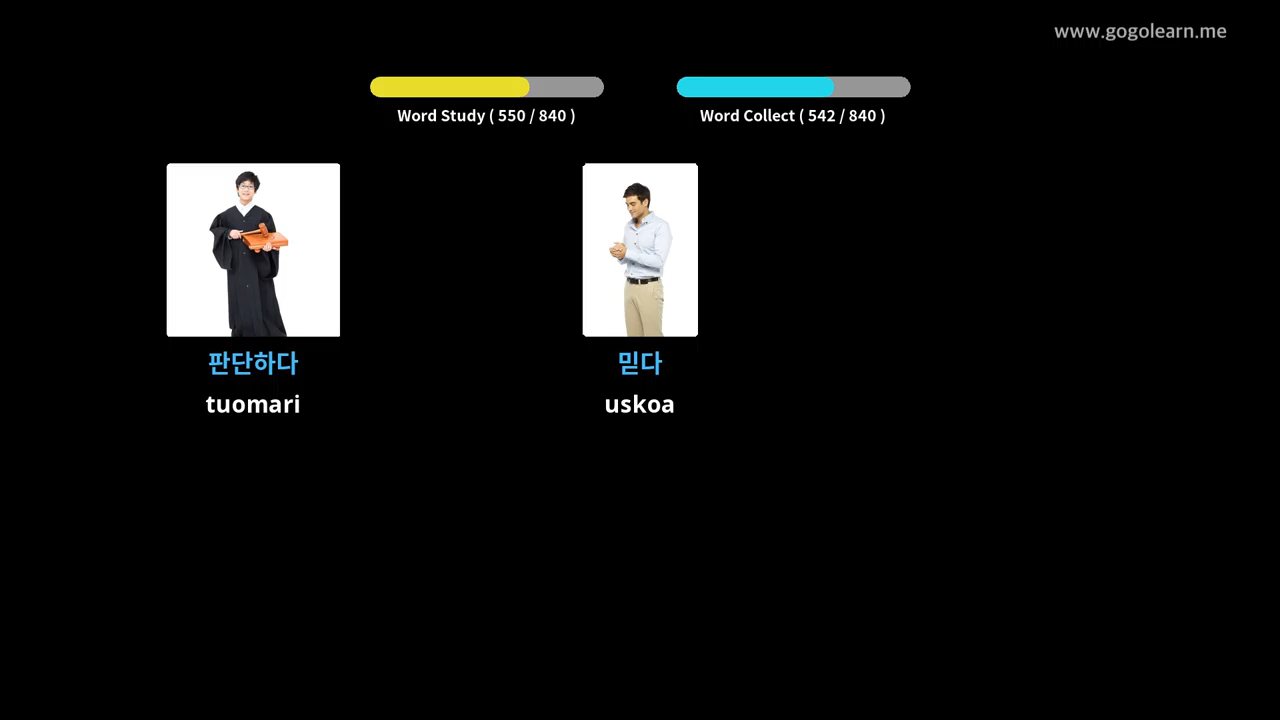 www.gogolearn.me
Word Study ( 550 / 840 )
Word Collect ( 542 / 840 )
판단하다
믿다
tuomari
uskoa